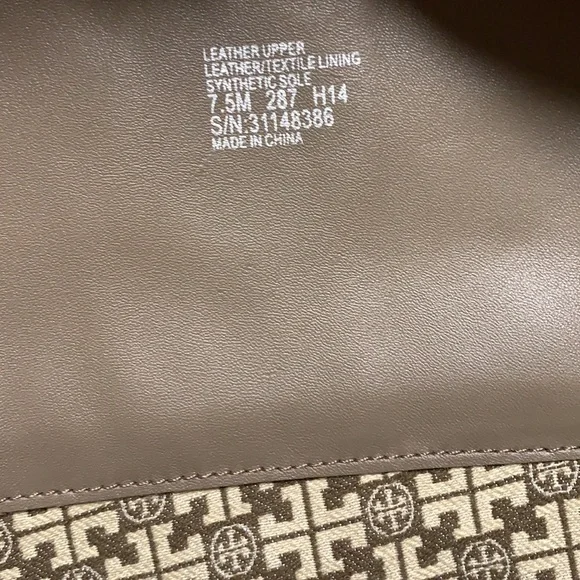 LEATHER UPPER
LEATHER/TEXTILE LINING
SYNTHETIC SOLE
7.5M 287 H14
S/N:31148386
MADE IN CHINA